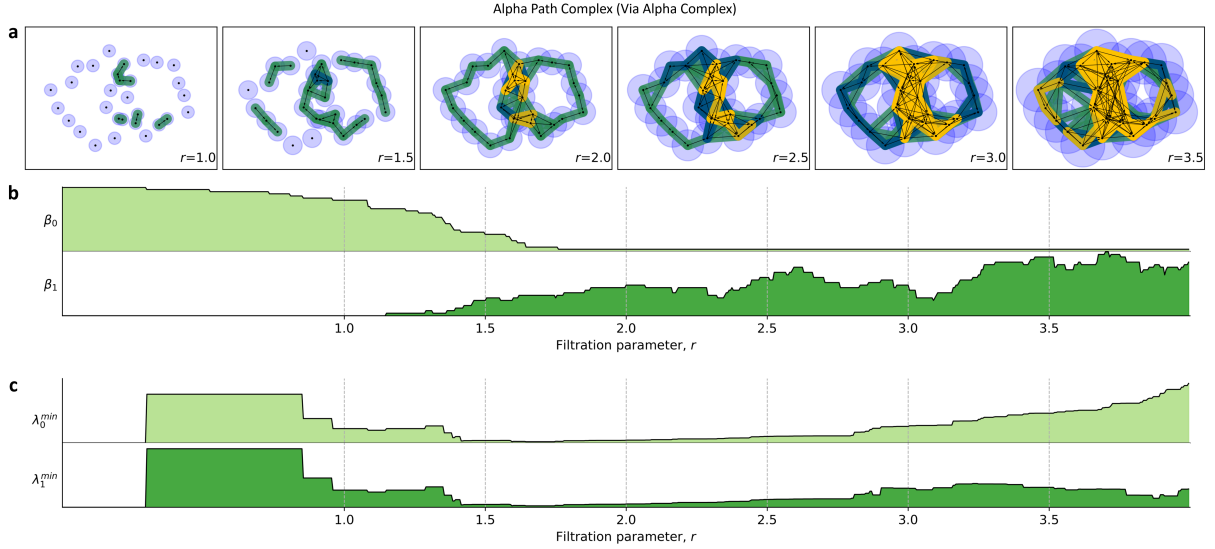 Alpha Path Complex (Via Alpha Complex)
a
r=1.0
r=1.5
r=2.0
r=2.5
r=3.0
r=3.5
b
β₀
β₁
1.0 1.5 2.0 2.5 3.0 3.5
Filtration parameter, r
c
λ₀ᵐⁱⁿ
λ₁ᵐⁱⁿ
1.0 1.5 2.0 2.5 3.0 3.5
Filtration parameter, r